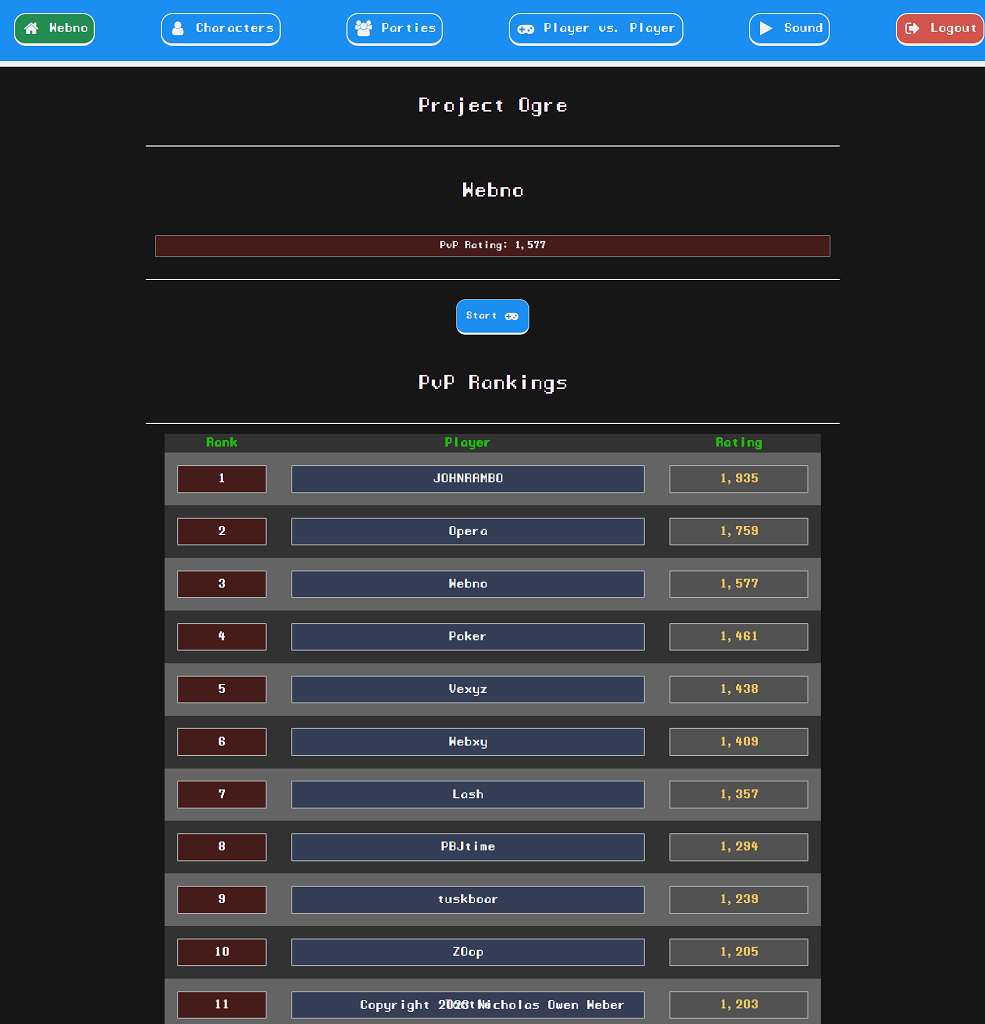 Webno Characters Parties Player vs. Player Sound Logout
Project Ogre
Webno
PvP Rating: 1,577
Start
PvP Rankings
Rank Player Rating
1 JOHNRAMBO 1,935
2 Opera 1,759
3 Webno 1,577
4 Poker 1,461
5 Vexyz 1,438
6 Webxy 1,409
7 Lash 1,357
8 PBJtime 1,294
9 tuskboar 1,239
10 ZOop 1,205
11 1,203
Copyright 2023 Nicholas Owen Weber